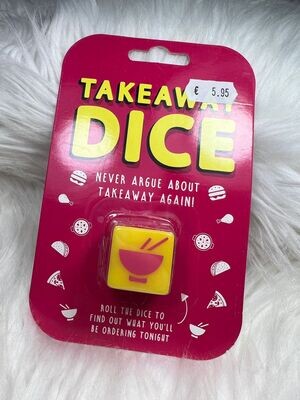 TAKEAWAY
€ 5.95
DICE
NEVER ARGUE ABOUT
TAKEAWAY AGAIN!
ROLL THE DICE TO
FIND OUT WHAT YOU'LL
BE ORDERING TONIGHT